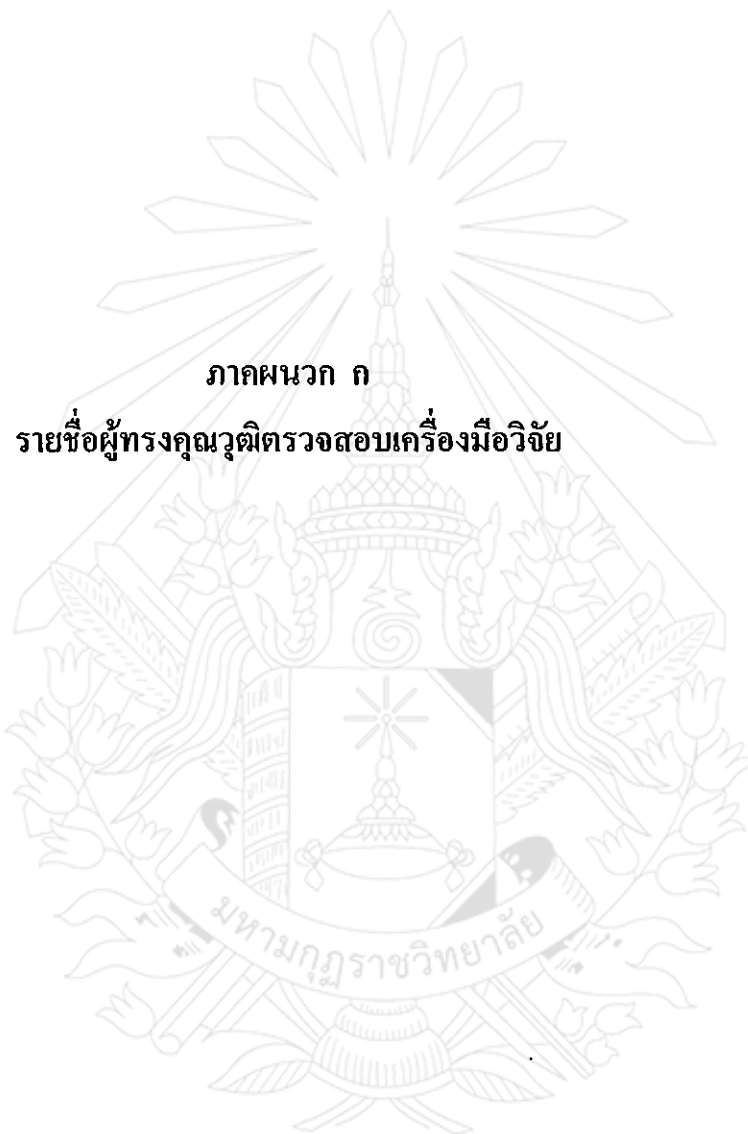 ภาคผนวก ก
รายชื่อผู้ทรงคุณวุฒิตรวจสอบเครื่องมือวิจัย
มหามกุฏราชวิทยาลัย